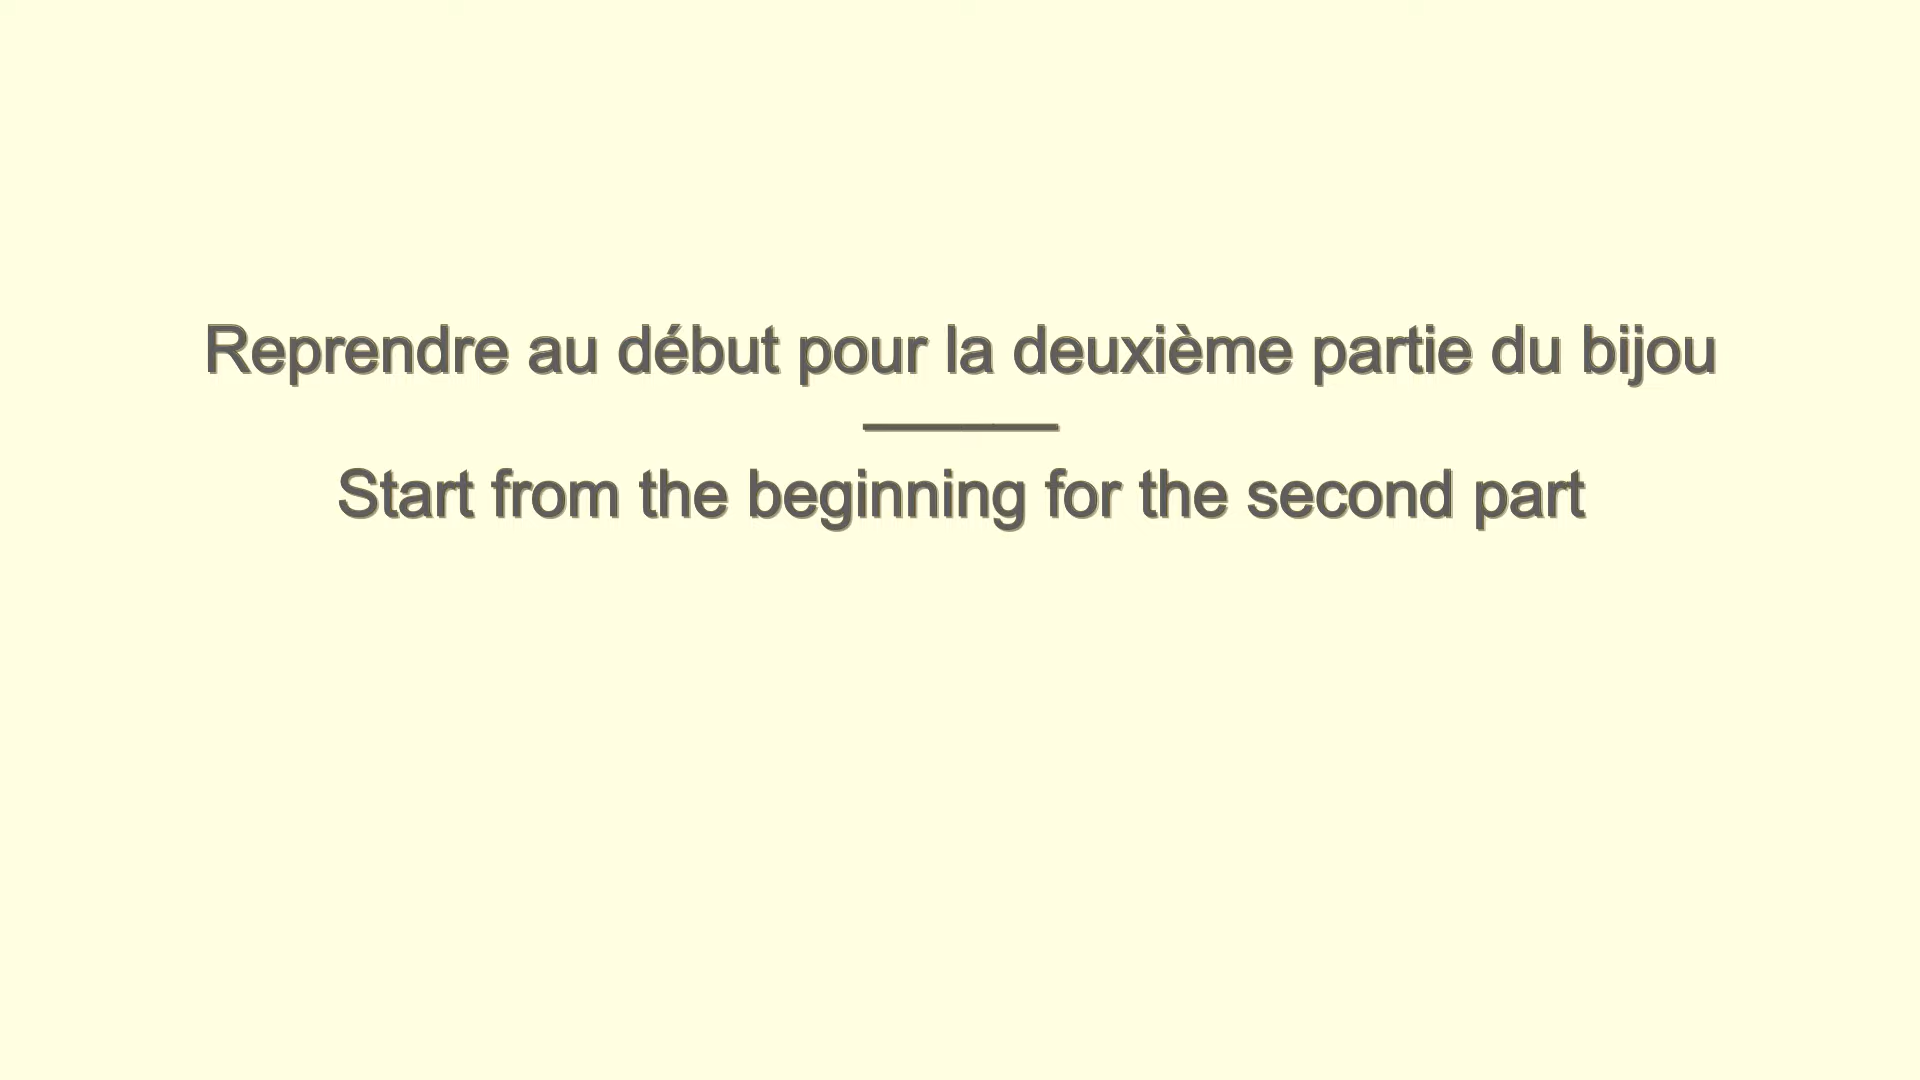 Reprendre au début pour la deuxième partie du bijou
Start from the beginning for the second part